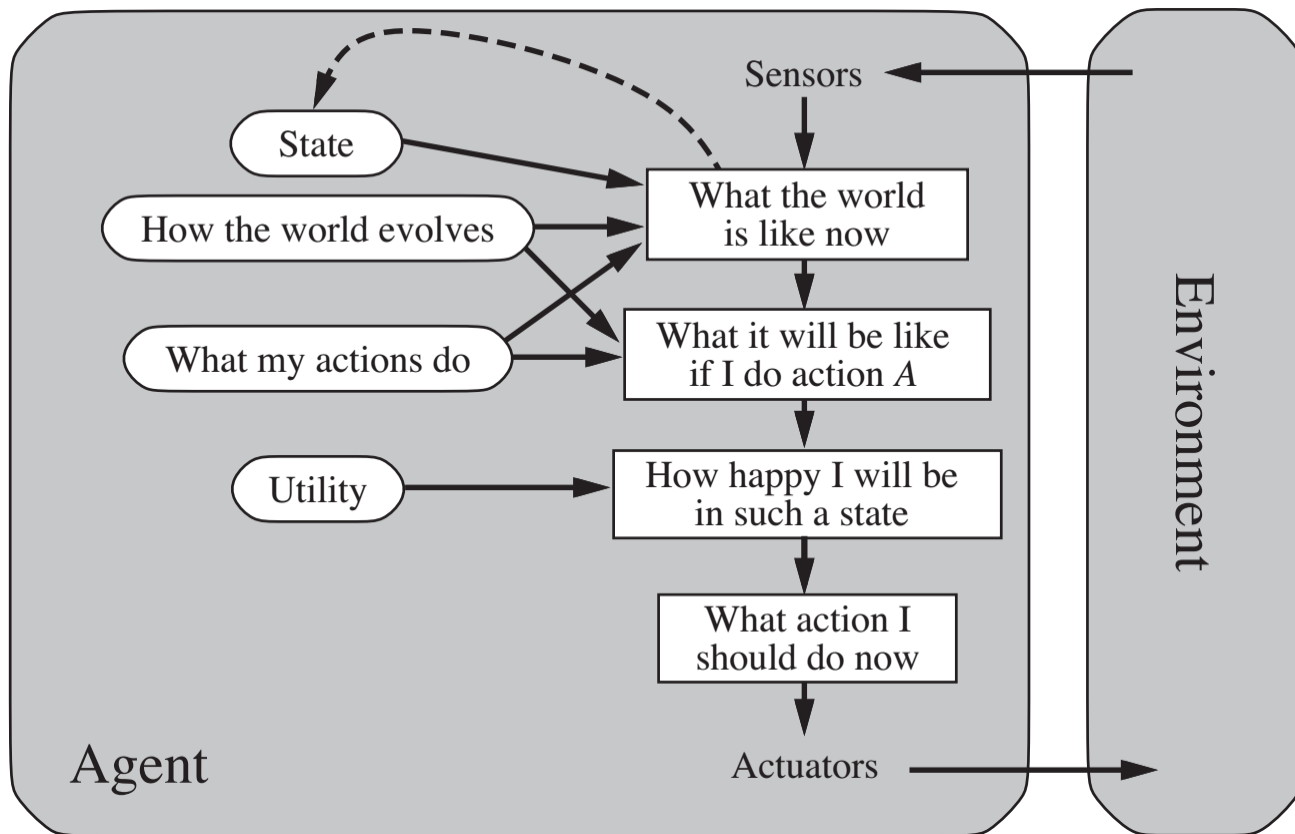 Sensors
State
What the world
is like now
How the world evolves
What my actions do
What it will be like
if I do action A
Utility
How happy I will be
in such a state
What action I
should do now
Agent
Actuators
Environment